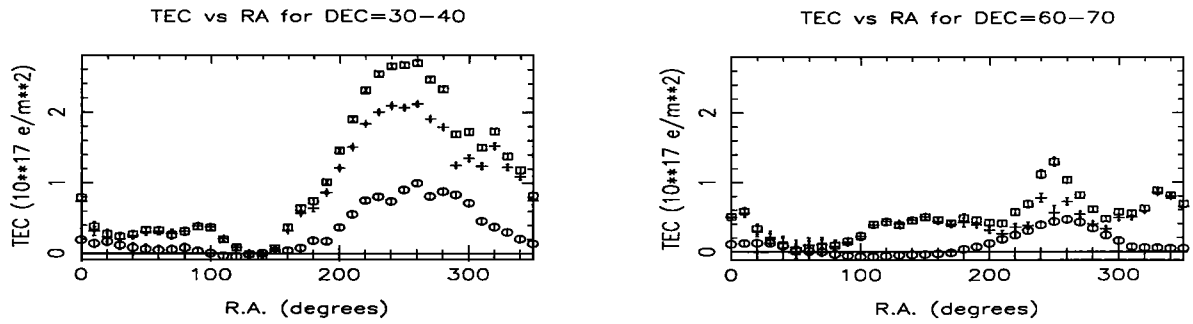 TEC vs RA for DEC=30-40
TEC (10**17 e/m**2)
2
1
0
0
100
200
300
R.A. (degrees)
TEC vs RA for DEC=60-70
TEC (10**17 e/m**2)
2
1
0
0
100
200
300
R.A. (degrees)